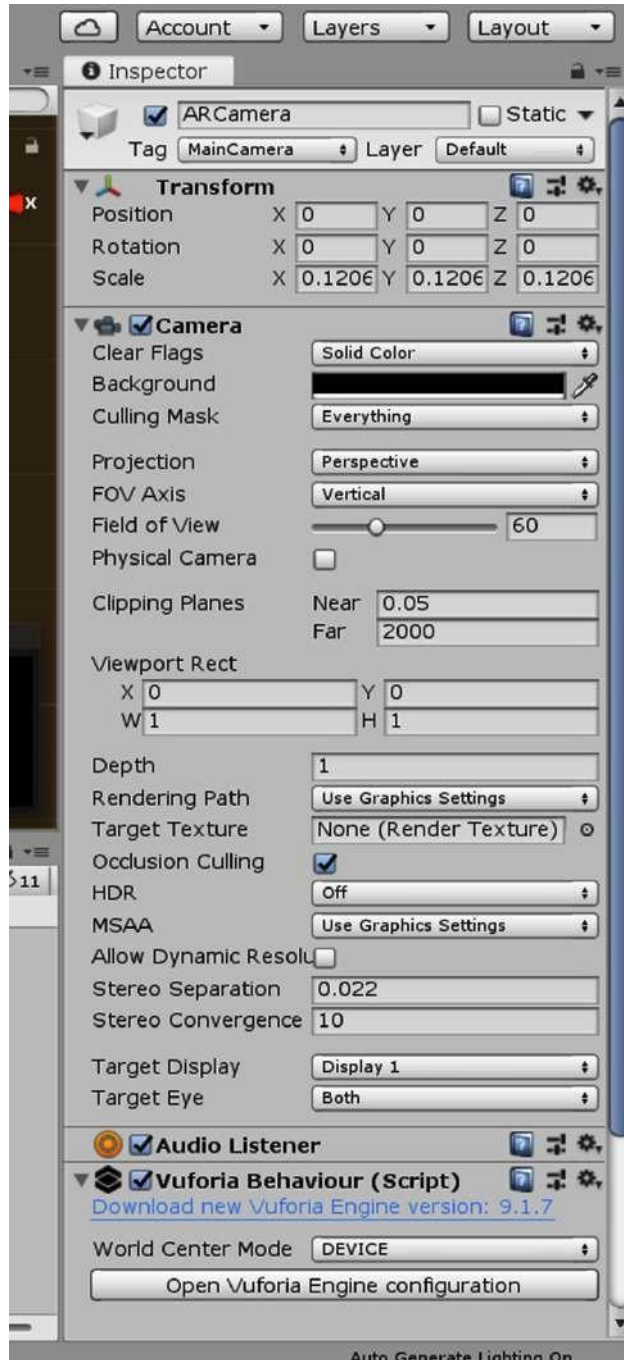 Account Layers Layout
Inspector
ARCamera Static
Tag MainCamera Layer Default
X
Transform
Position X 0 Y 0 Z 0
Rotation X 0 Y 0 Z 0
Scale X 0.1206 Y 0.1206 Z 0.1206
Camera
Clear Flags Solid Color
Background
Culling Mask Everything
Projection Perspective
FOV Axis Vertical
Field of View 60
Physical Camera
Clipping Planes Near 0.05
Far 2000
Viewport Rect
X 0 Y 0
W 1 H 1
Depth 1
Rendering Path Use Graphics Settings
Target Texture None (Render Texture)
Occlusion Culling
11
HDR Off
MSAA Use Graphics Settings
Allow Dynamic Resolu
Stereo Separation 0.022
Stereo Convergence 10
Target Display Display 1
Target Eye Both
Audio Listener
Vuforia Behaviour (Script)
Download new Vuforia Engine version: 9.1.7
World Center Mode DEVICE
Open Vuforia Engine configuration
Auto Generate Lighting On